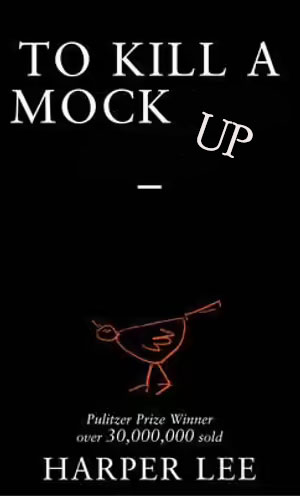 TO KILL A
MOCK UP
Pulitzer Prize Winner
over 30,000,000 sold
HARPER LEE